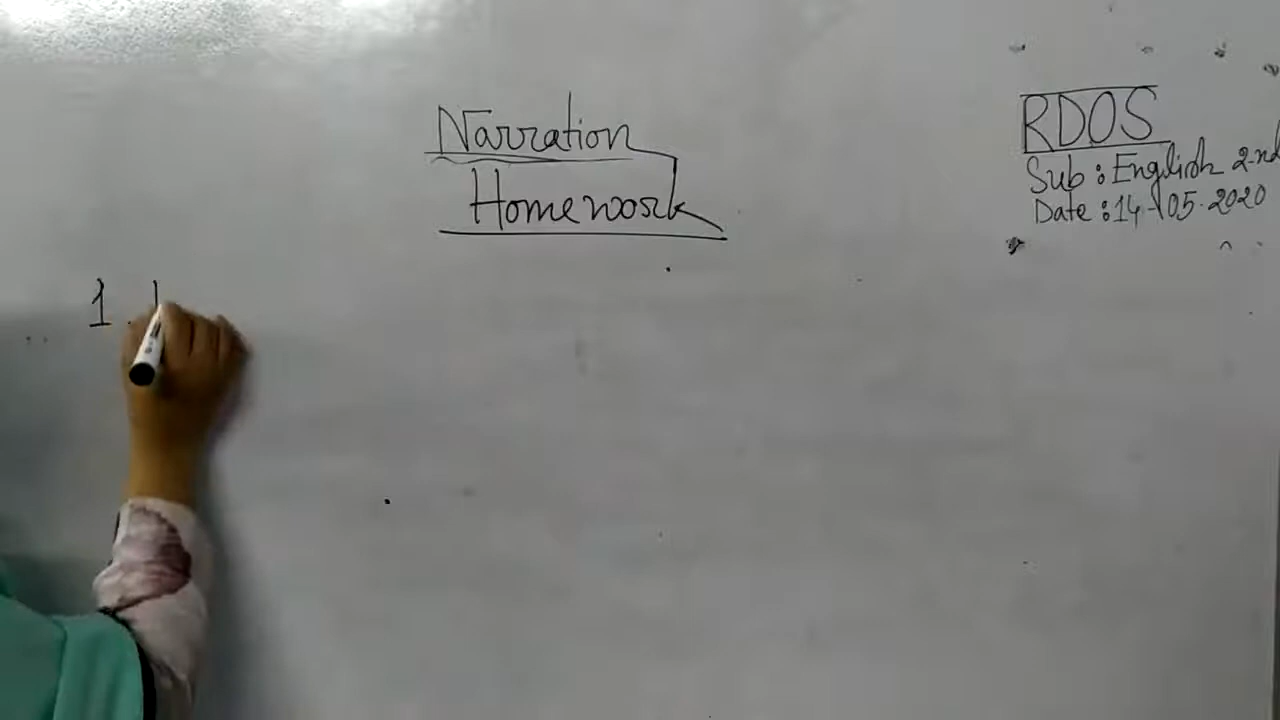 Narration
Homework
RDOS
Sub : English 2nd
Date : 14-05-2020
1.